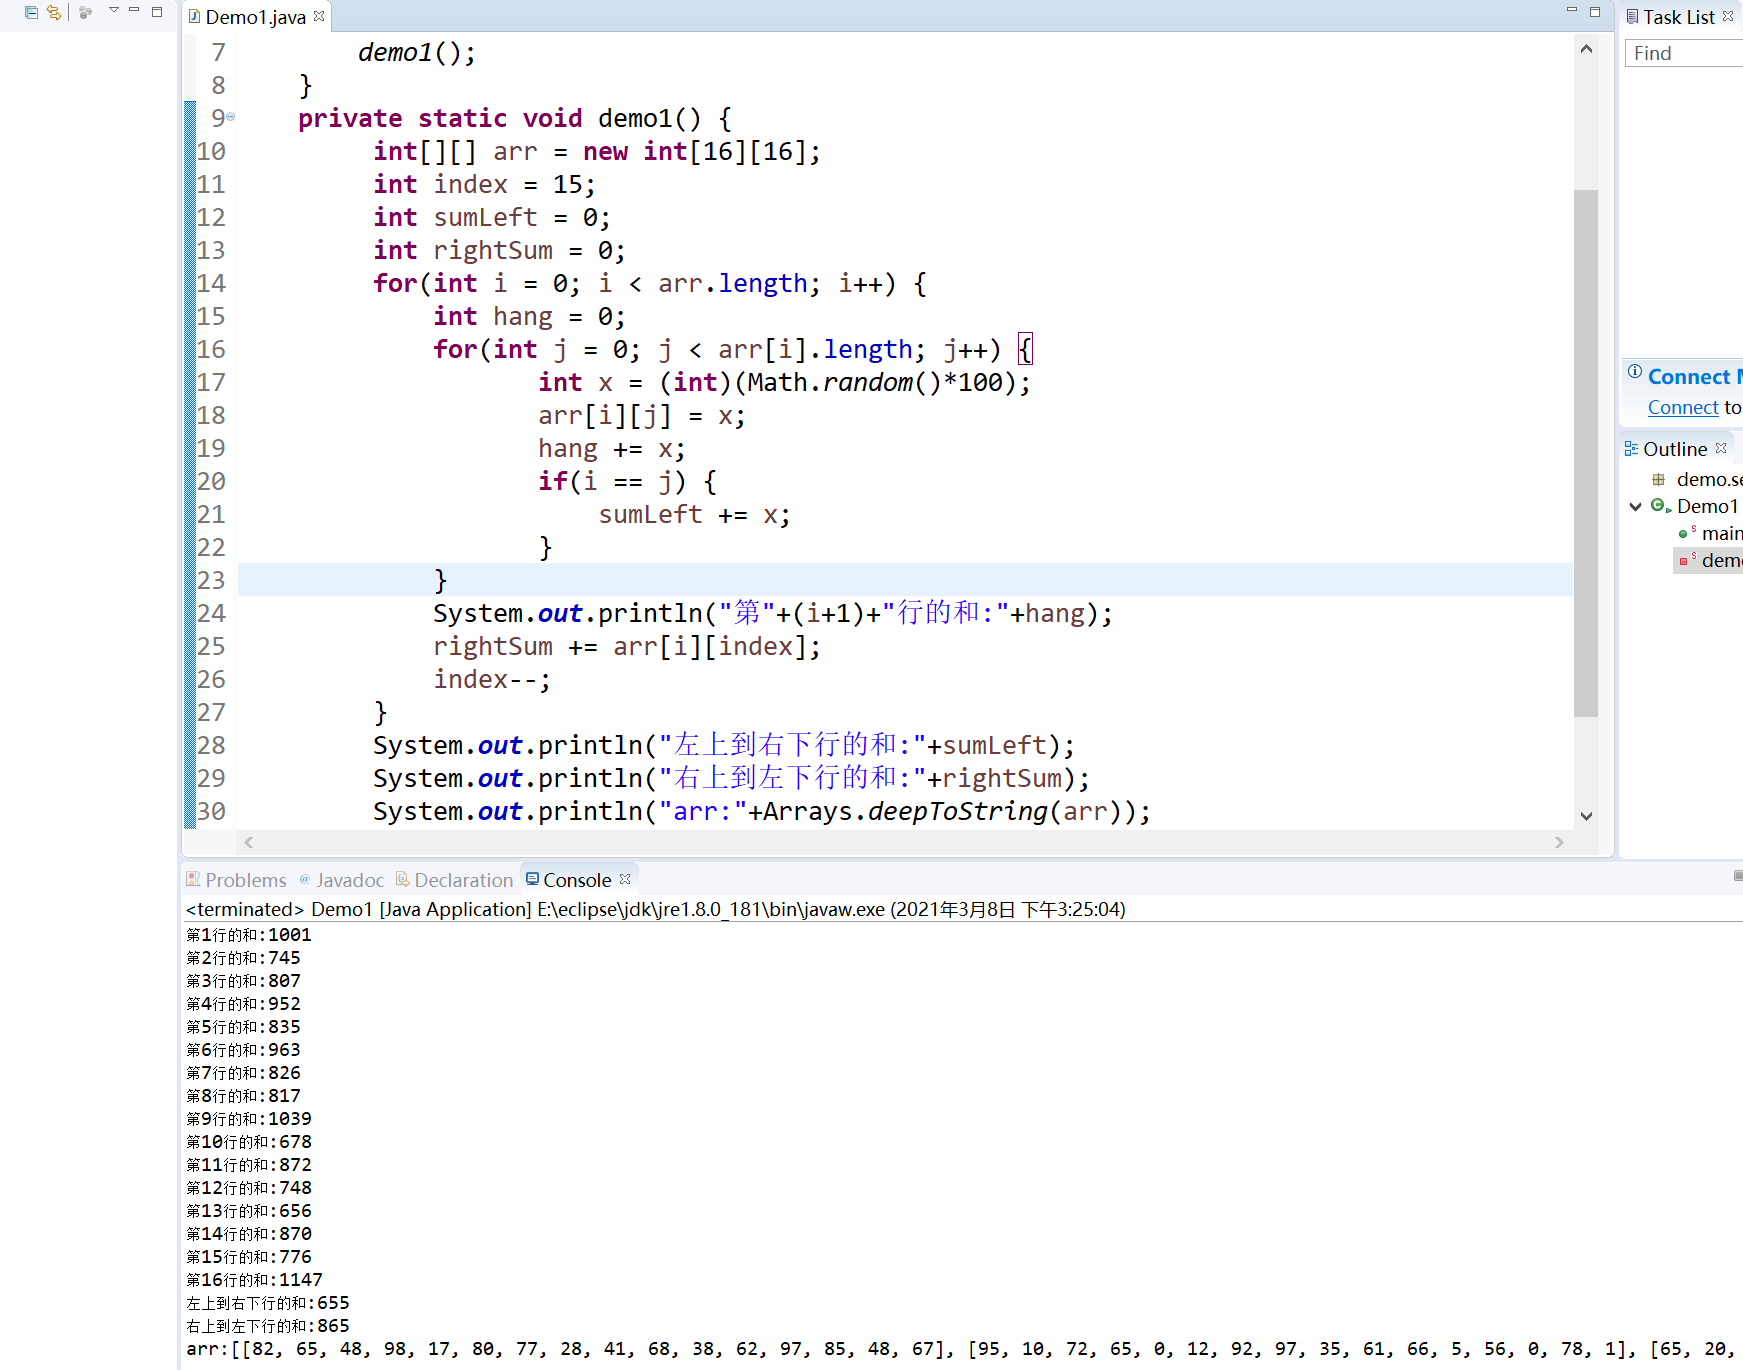 Demo1.java
7 demo1();
8 }
9 private static void demo1() {
10 int[][] arr = new int[16][16];
11 int index = 15;
12 int sumLeft = 0;
13 int rightSum = 0;
14 for(int i = 0; i < arr.length; i++) {
15 int hang = 0;
16 for(int j = 0; j < arr[i].length; j++) {
17 int x = (int)(Math.random()*100);
18 arr[i][j] = x;
19 hang += x;
20 if(i == j) {
21 sumLeft += x;
22 }
23 }
24 System.out.println("第"+(i+1)+"行的和:"+hang);
25 rightSum += arr[i][index];
26 index--;
27 }
28 System.out.println("左上到右下行的和:"+sumLeft);
29 System.out.println("右上到左下行的和:"+rightSum);
30 System.out.println("arr:"+Arrays.deepToString(arr));
Task List
Find
Connect M
Connect to
Outline
demo.se
Demo1
main
demo
Problems Javadoc Declaration Console
<terminated> Demo1 [Java Application] E:\eclipse\jdk\jre1.8.0_181\bin\javaw.exe (2021年3月8日 下午3:25:04)
第1行的和:1001
第2行的和:745
第3行的和:807
第4行的和:952
第5行的和:835
第6行的和:963
第7行的和:826
第8行的和:817
第9行的和:1039
第10行的和:678
第11行的和:872
第12行的和:748
第13行的和:656
第14行的和:870
第15行的和:776
第16行的和:1147
左上到右下行的和:655
右上到左下行的和:865
arr:[[82, 65, 48, 98, 17, 80, 77, 28, 41, 68, 38, 62, 97, 85, 48, 67], [95, 10, 72, 65, 0, 12, 92, 97, 35, 61, 66, 5, 56, 0, 78, 1], [65, 20,